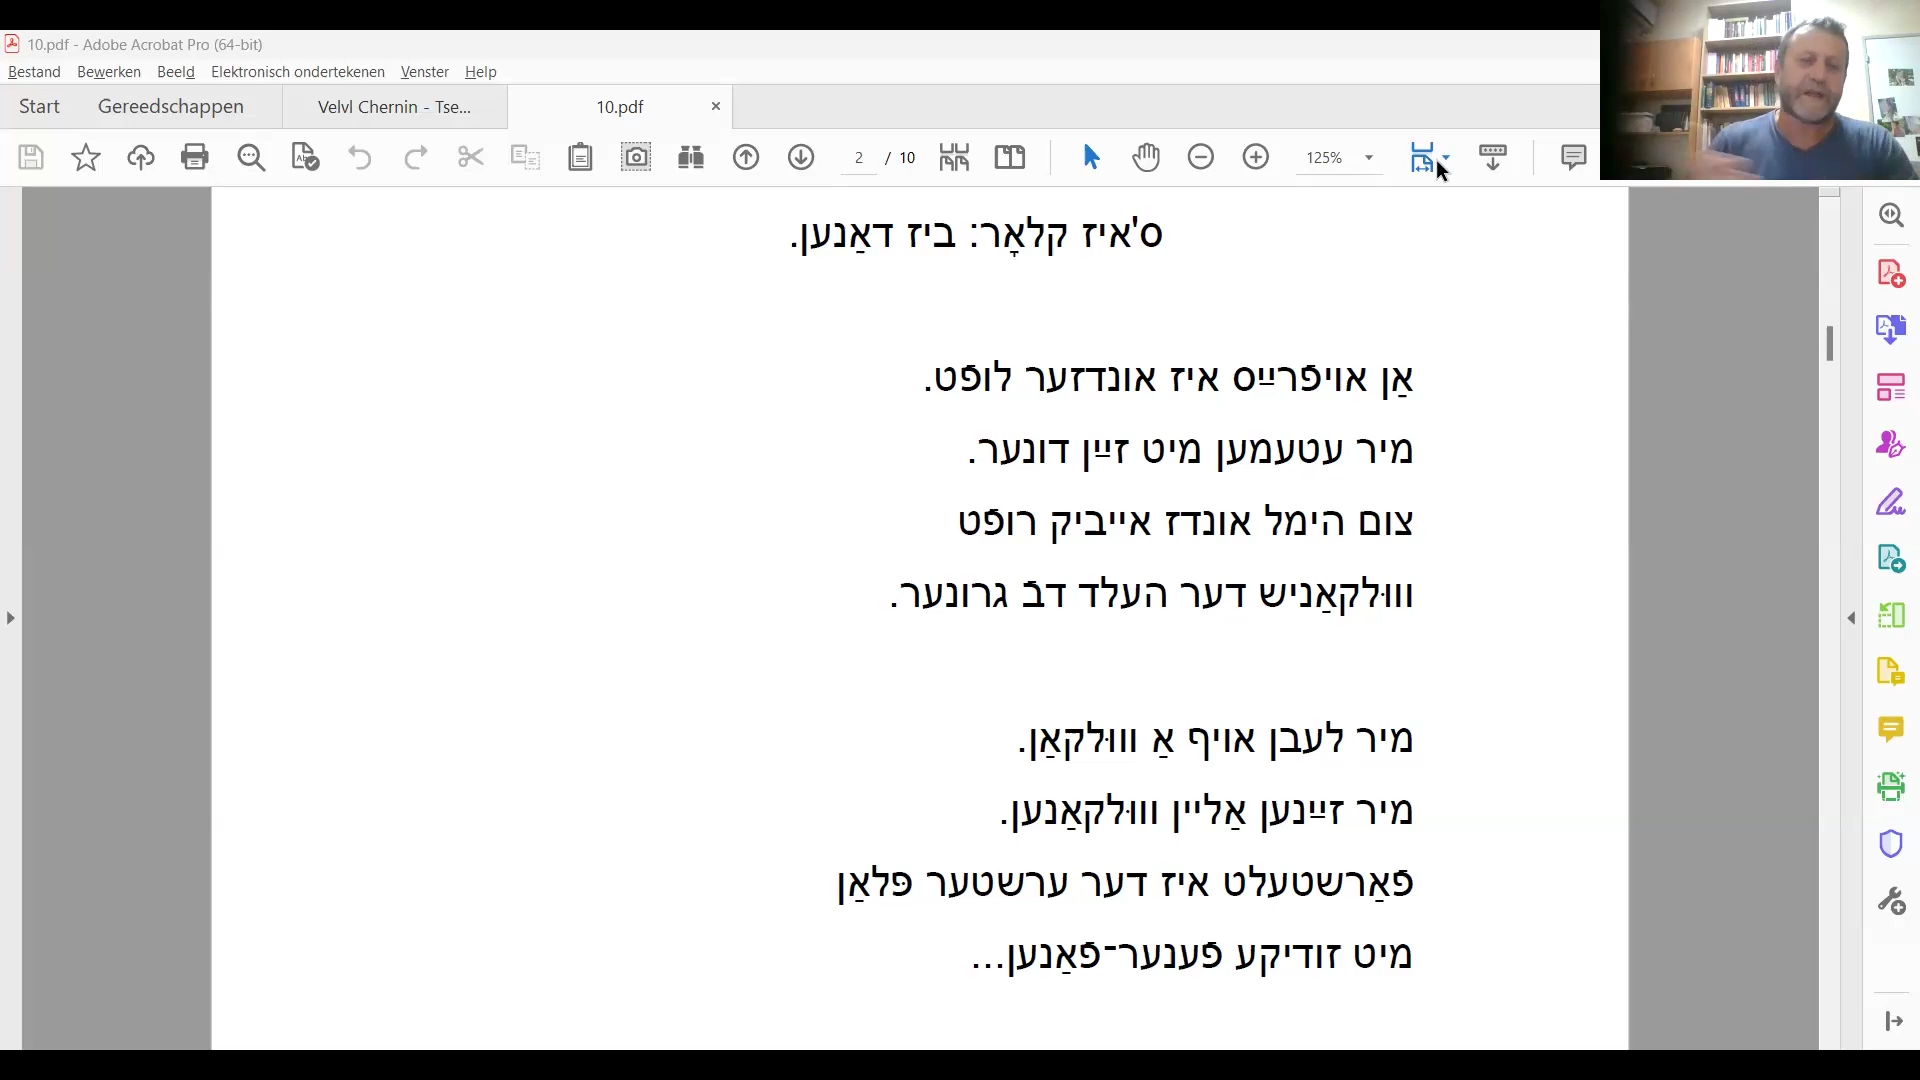 10.pdf - Adobe Acrobat Pro (64-bit)
Bestand Bewerken Beeld Elektronisch ondertekenen Venster Help
Start Gereedschappen Velvl Chernin - Tse... 10.pdf
2 / 10 125%
ס'איז קלאָר: ביז דאַנען.
אַן אויפֿרײַס איז אונדזער לופֿט.
מיר עטעמען מיט זײַן דונער.
צום הימל אונדז אייביק רופֿט
וווּלקאַניש דער העלד דבֿ גרונער.
מיר לעבן אויף אַ וווּלקאַן.
מיר זײַנען אַליין וווּלקאַנען.
פֿאַרשטעלט איז דער ערשטער פּלאַן
מיט זודיקע פֿענער־פֿאַנען...